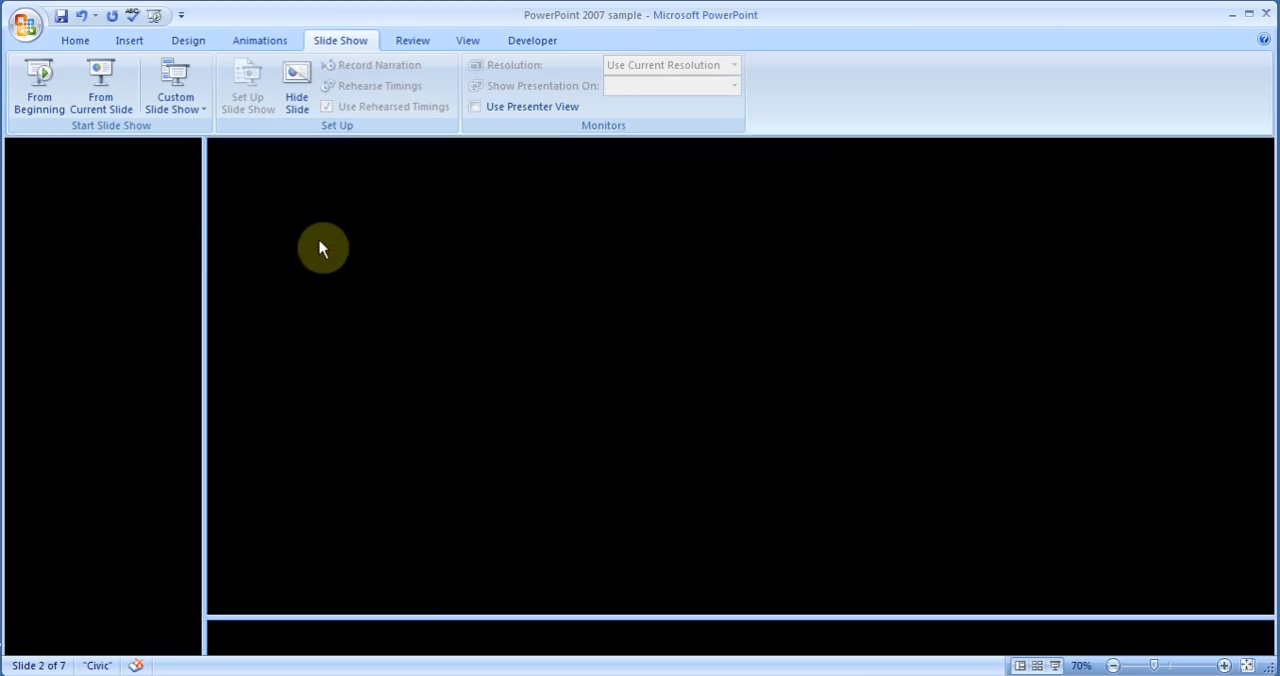 PowerPoint 2007 sample - Microsoft PowerPoint
Home Insert Design Animations Slide Show Review View Developer
From Beginning
From Current Slide
Custom Slide Show
Start Slide Show
Set Up Slide Show
Hide Slide
Record Narration
Rehearse Timings
Use Rehearsed Timings
Set Up
Resolution: Use Current Resolution
Show Presentation On:
Use Presenter View
Monitors
Slide 2 of 7 "Civic" 70%